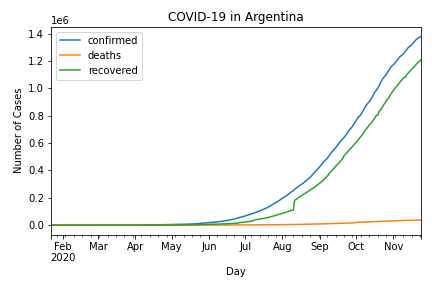 COVID-19 in Argentina
1e6
confirmed
deaths
recovered
Number of Cases
1.4
1.2
1.0
0.8
0.6
0.4
0.2
0.0
Feb Mar Apr May Jun Jul Aug Sep Oct Nov
2020
Day